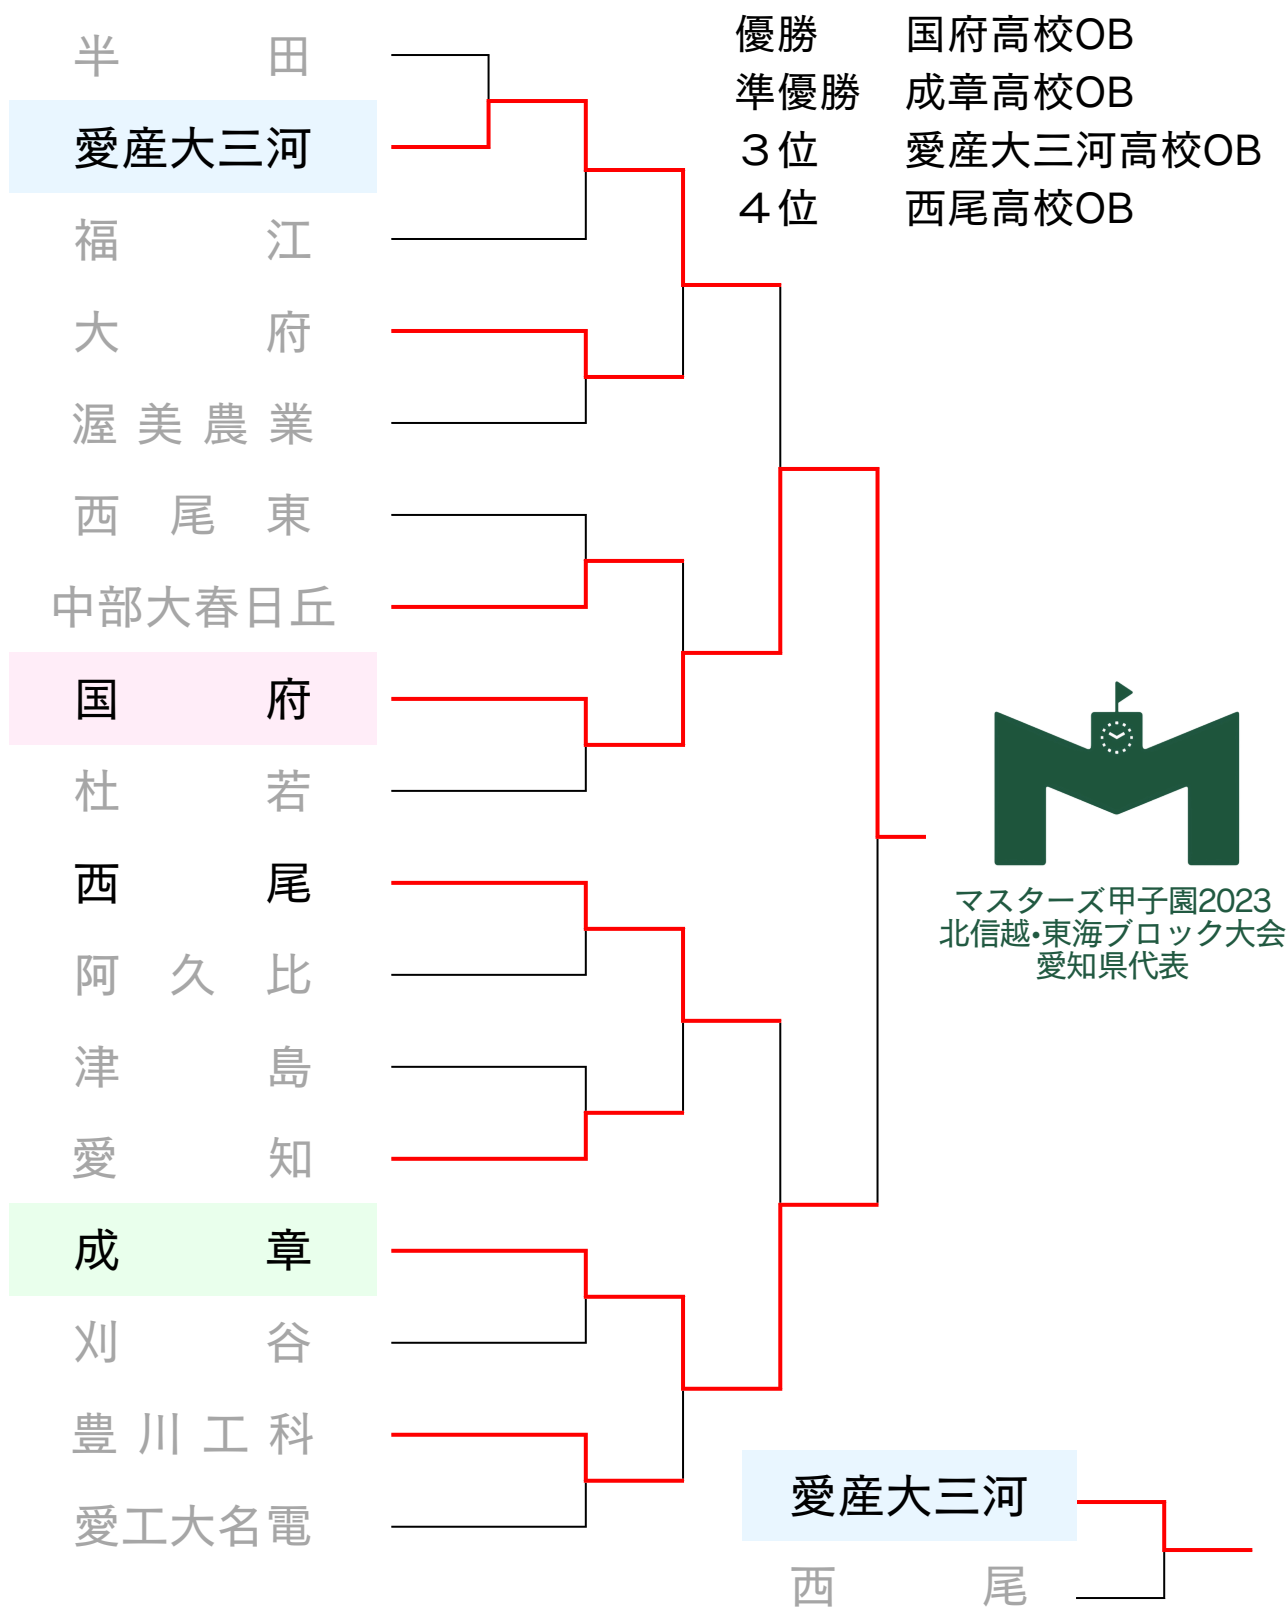 優勝 国府高校OB
準優勝 成章高校OB
３位 愛産大三河高校OB
４位 西尾高校OB
半田
愛産大三河
福江
大府
渥美農業
西尾東
中部大春日丘
国府
杜若
西尾
阿久比
津島
愛知
成章
刈谷
豊川工科
愛工大名電
マスターズ甲子園2023
北信越・東海ブロック大会
愛知県代表
愛産大三河
西尾